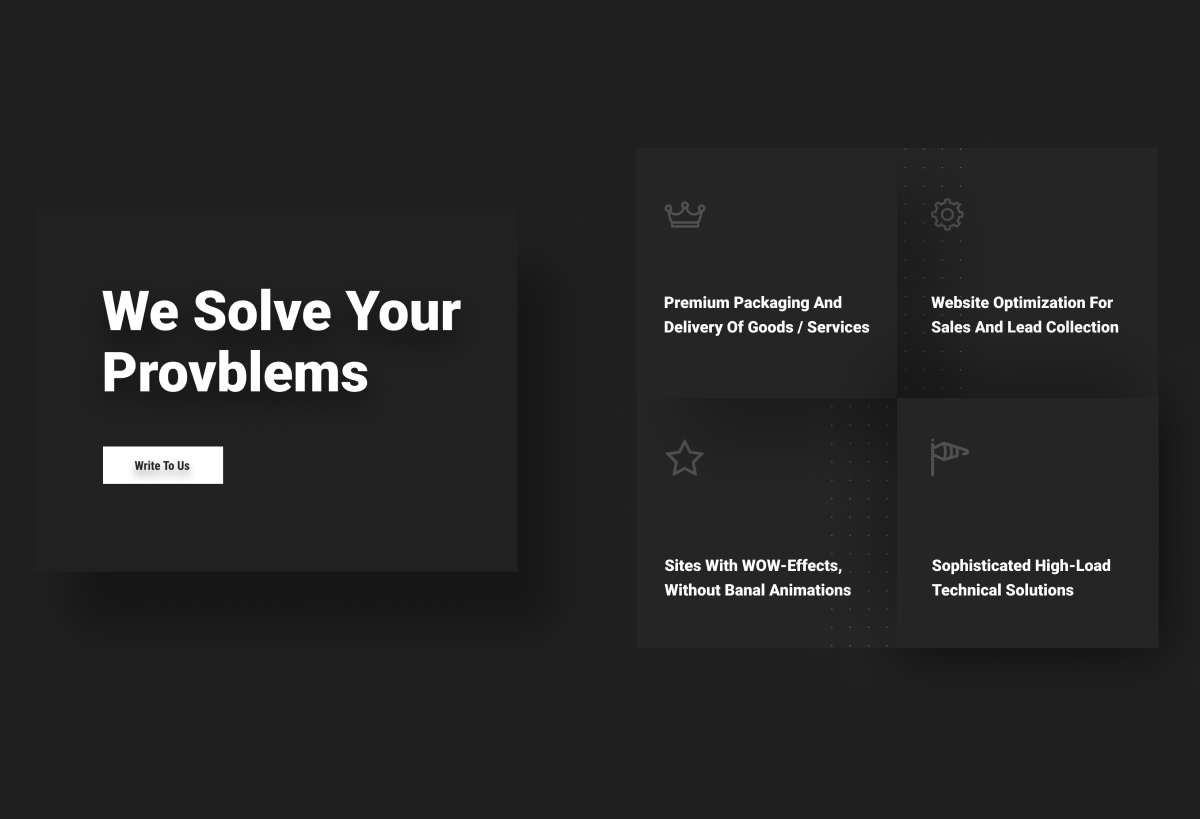 We Solve Your
Provblems
Write To Us
Premium Packaging And
Delivery Of Goods / Services
Website Optimization For
Sales And Lead Collection
Sites With WOW-Effects,
Without Banal Animations
Sophisticated High-Load
Technical Solutions